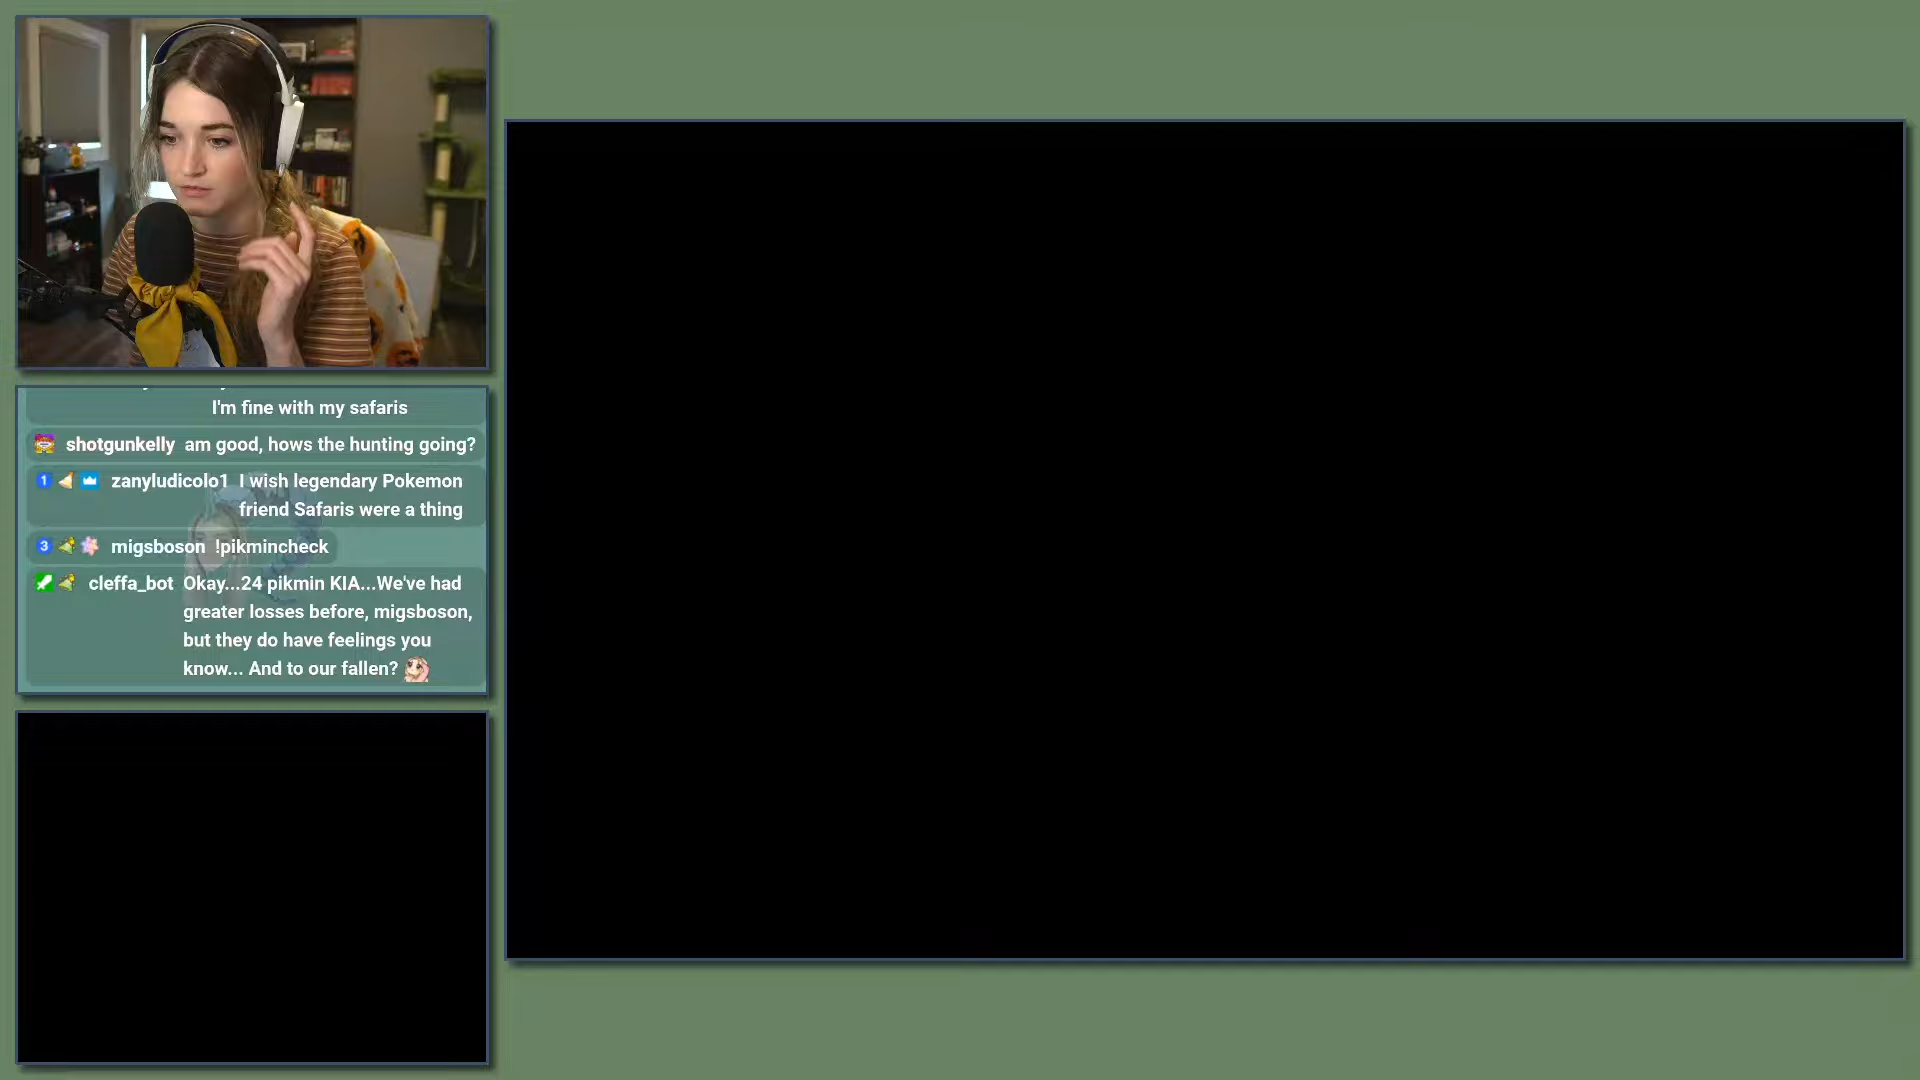 I'm fine with my safaris
shotgunkelly am good, hows the hunting going?
1 zanyludicolo1 I wish legendary Pokemon
friend Safaris were a thing
3 migsboson !pikmincheck
cleffa_bot Okay...24 pikmin KIA...We've had
greater losses before, migsboson,
but they do have feelings you
know... And to our fallen?